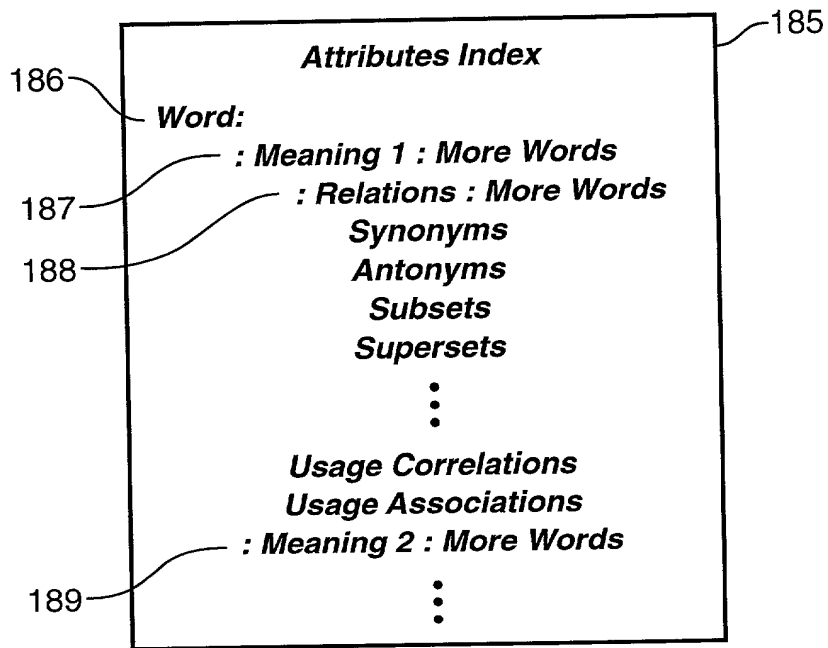 185
Attributes Index
186
Word:
: Meaning 1 : More Words
187
: Relations : More Words
188
Synonyms
Antonyms
Subsets
Supersets
Usage Correlations
Usage Associations
: Meaning 2 : More Words
189